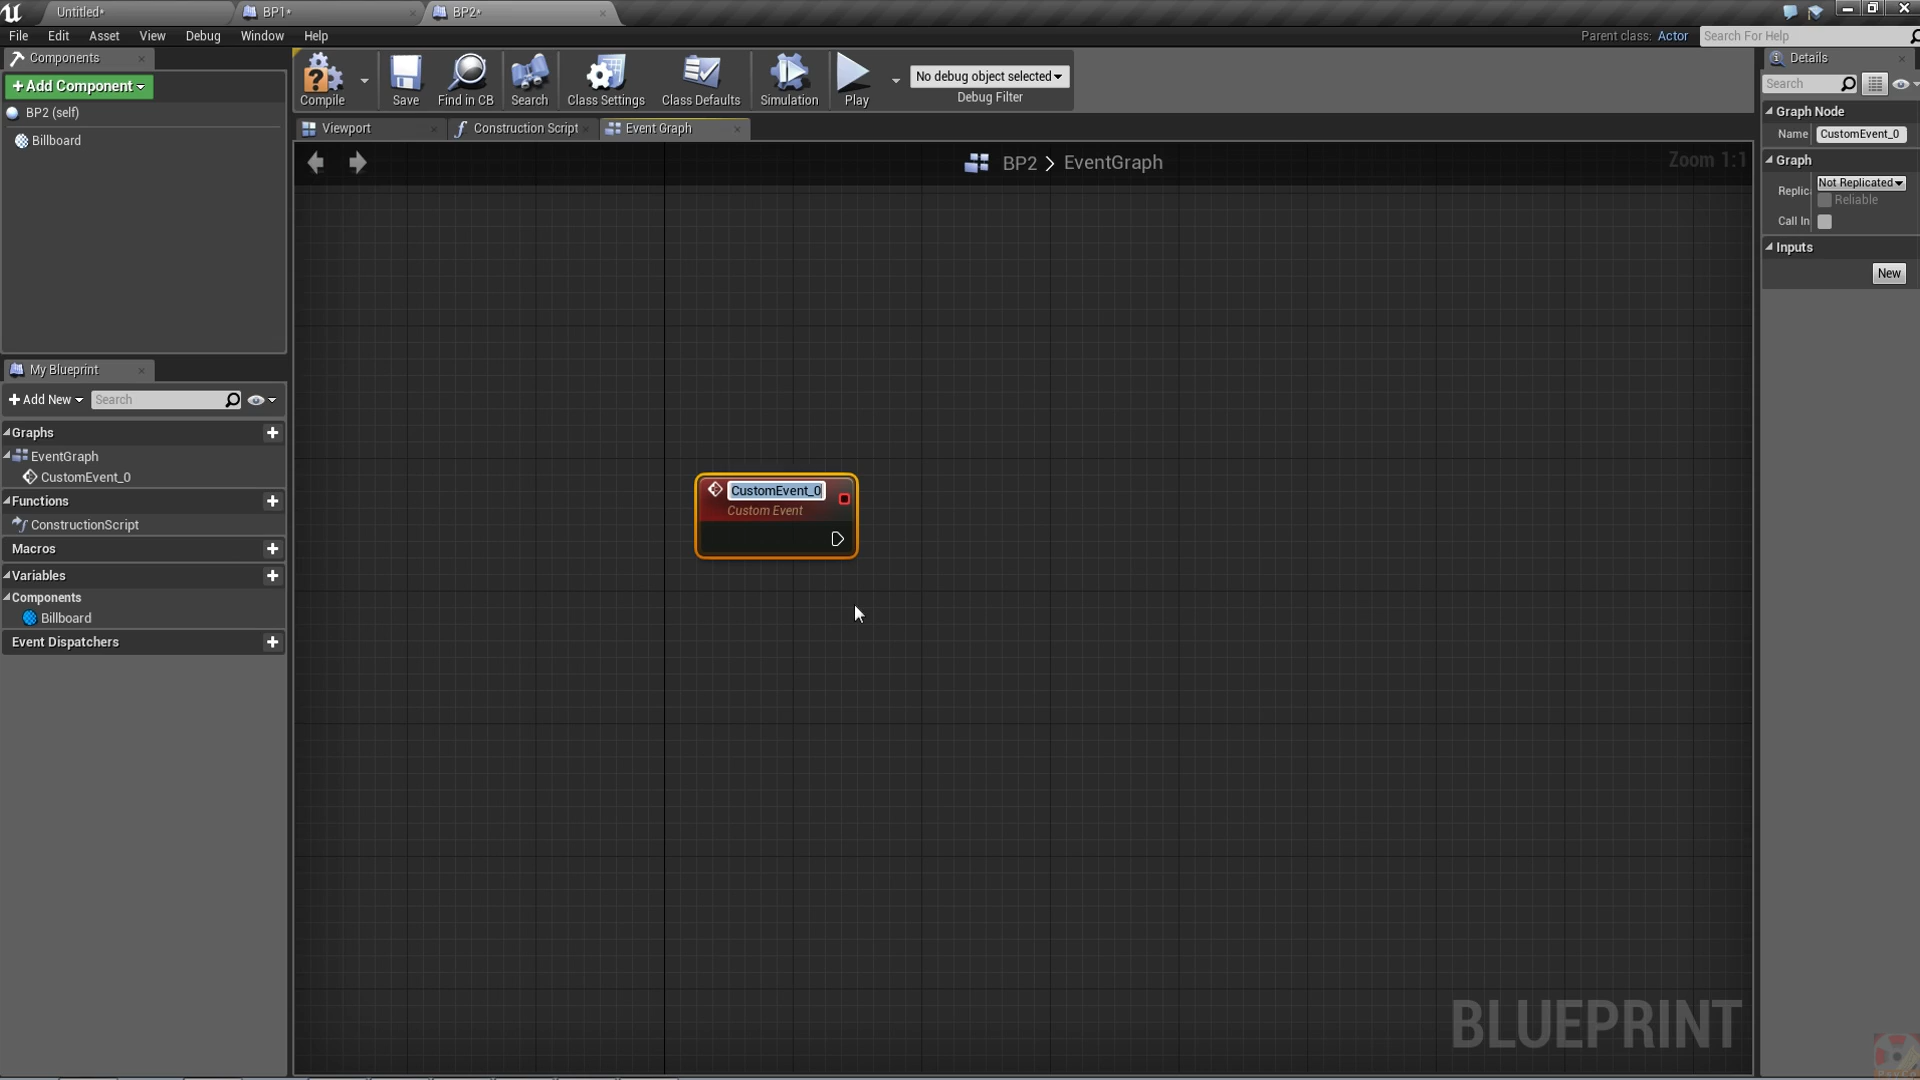 Untitled*
BP1*
BP2*
File Edit Asset View Debug Window Help
Parent class: Actor
Search For Help
Components
+Add Component
BP2 (self)
Billboard
Compile
Save
Find in CB
Search
Class Settings
Class Defaults
Simulation
Play
No debug object selected
Debug Filter
Viewport
Construction Script
Event Graph
BP2 > EventGraph
Zoom 1:1
CustomEvent_0
Custom Event
BLUEPRINT
My Blueprint
+Add New
Search
Graphs
EventGraph
CustomEvent_0
Functions
ConstructionScript
Macros
Variables
Components
Billboard
Event Dispatchers
Details
Search
Graph Node
Name CustomEvent_0
Graph
Replic Not Replicated
Reliable
Call In
Inputs
New